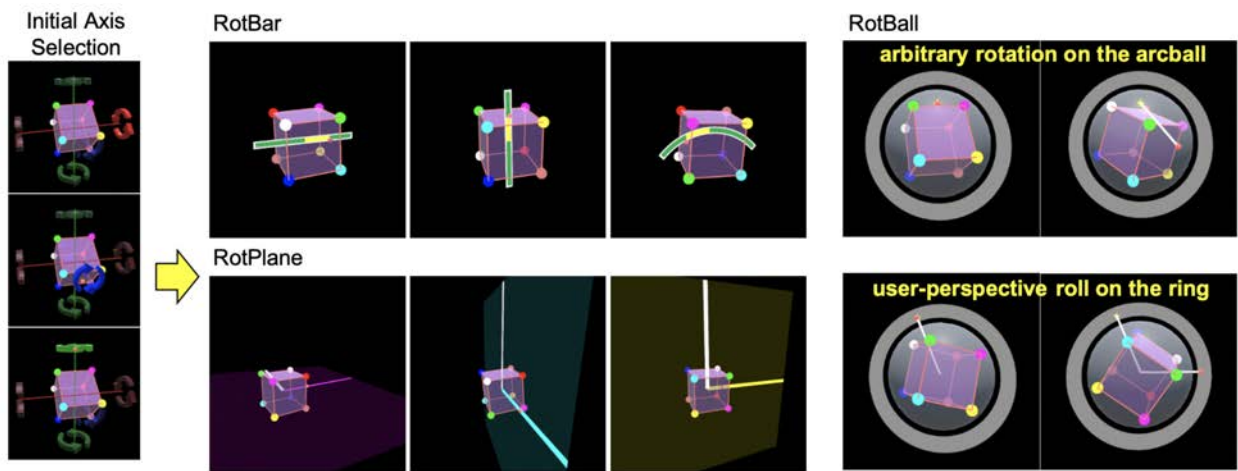 Initial Axis
Selection
RotBar
RotPlane
RotBall
arbitrary rotation on the arcball
user-perspective roll on the ring